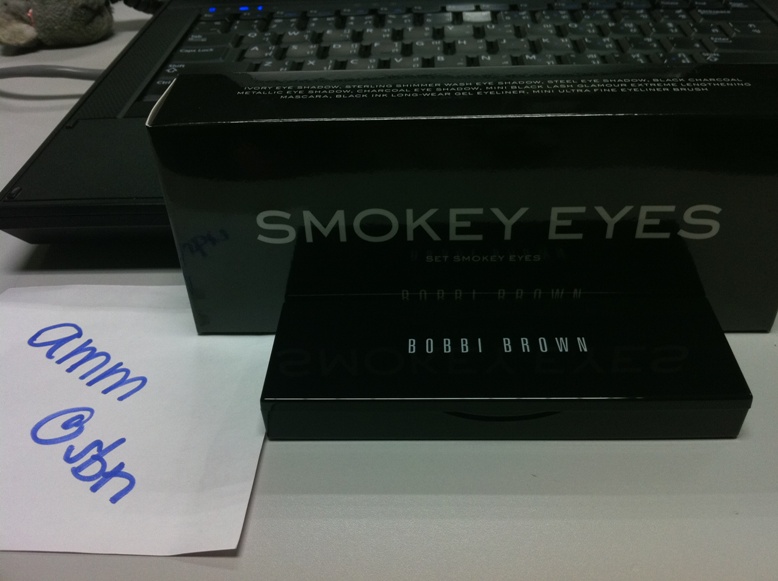 IVORY EYE SHADOW, STERLING SHIMMER WASH EYE SHADOW, STEEL EYE SHADOW, BLACK CHARCOAL
METALLIC EYE SHADOW, CHARCOAL EYE SHADOW, MINI BLACK LASH GLAMOUR EXTREME LENGTHENING
MASCARA, BLACK INK LONG-WEAR GEL EYELINER, MINI ULTRA FINE EYELINER BRUSH
SMOKEY EYES
SET SMOKEY EYES
BOBBI BROWN
amm
Caps Lock